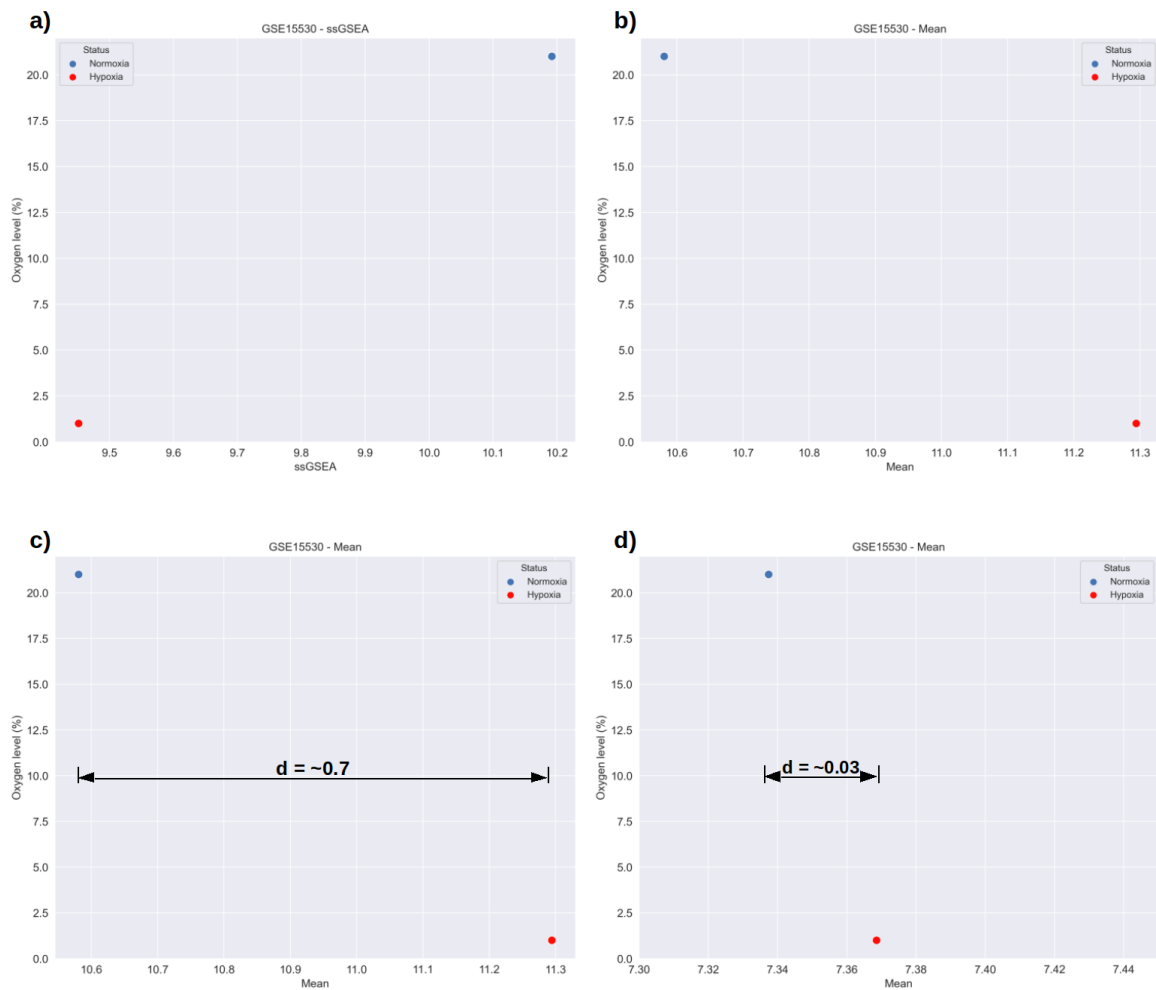 a)
GSE15530 - ssGSEA
Status
Normoxia
Hypoxia
Oxygen level (%)
20.0
17.5
15.0
12.5
10.0
7.5
5.0
2.5
0.0
9.5 9.6 9.7 9.8 9.9 10.0 10.1 10.2
ssGSEA
b)
GSE15530 - Mean
Status
Normoxia
Hypoxia
Oxygen level (%)
20.0
17.5
15.0
12.5
10.0
7.5
5.0
2.5
0.0
10.6 10.7 10.8 10.9 11.0 11.1 11.2 11.3
Mean
c)
GSE15530 - Mean
Status
Normoxia
Hypoxia
Oxygen level (%)
20.0
17.5
15.0
12.5
10.0
7.5
5.0
2.5
0.0
d = ~0.7
10.6 10.7 10.8 10.9 11.0 11.1 11.2 11.3
Mean
d)
GSE15530 - Mean
Status
Normoxia
Hypoxia
Oxygen level (%)
20.0
17.5
15.0
12.5
10.0
7.5
5.0
2.5
0.0
d = ~0.03
7.30 7.32 7.34 7.36 7.38 7.40 7.42 7.44
Mean